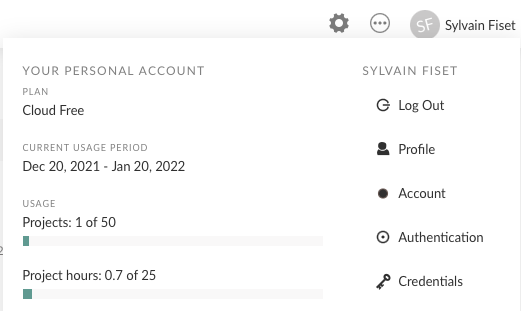 SF Sylvain Fiset
YOUR PERSONAL ACCOUNT
PLAN
Cloud Free
CURRENT USAGE PERIOD
Dec 20, 2021 - Jan 20, 2022
USAGE
Projects: 1 of 50
Project hours: 0.7 of 25
SYLVAIN FISET
Log Out
Profile
Account
Authentication
Credentials